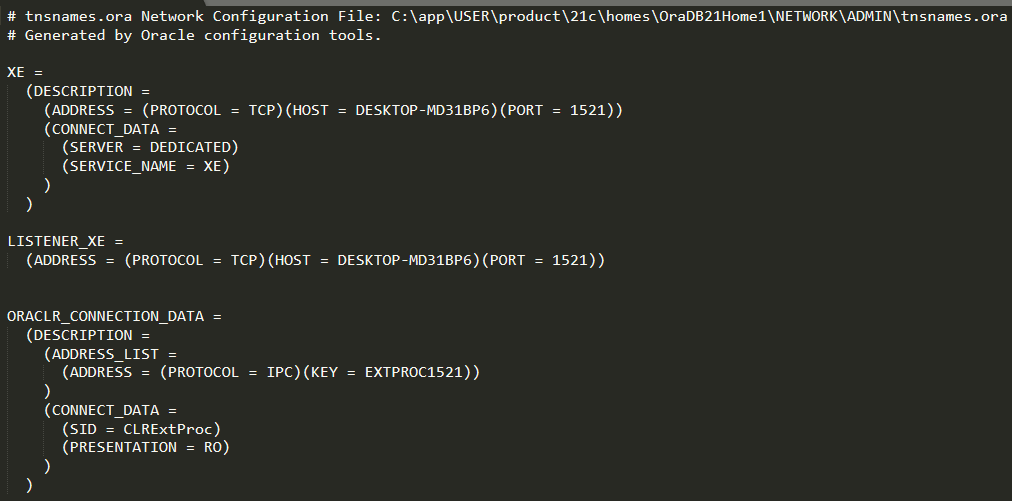 # tnsnames.ora Network Configuration File: C:\app\USER\product\21c\homes\OraDB21Home1\NETWORK\ADMIN\tnsnames.ora
# Generated by Oracle configuration tools.

XE =
  (DESCRIPTION =
    (ADDRESS = (PROTOCOL = TCP)(HOST = DESKTOP-MD31BP6)(PORT = 1521))
    (CONNECT_DATA =
      (SERVER = DEDICATED)
      (SERVICE_NAME = XE)
    )
  )

LISTENER_XE =
  (ADDRESS = (PROTOCOL = TCP)(HOST = DESKTOP-MD31BP6)(PORT = 1521))


ORACLR_CONNECTION_DATA =
  (DESCRIPTION =
    (ADDRESS_LIST =
      (ADDRESS = (PROTOCOL = IPC)(KEY = EXTPROC1521))
    )
    (CONNECT_DATA =
      (SID = CLRExtProc)
      (PRESENTATION = RO)
    )
  )